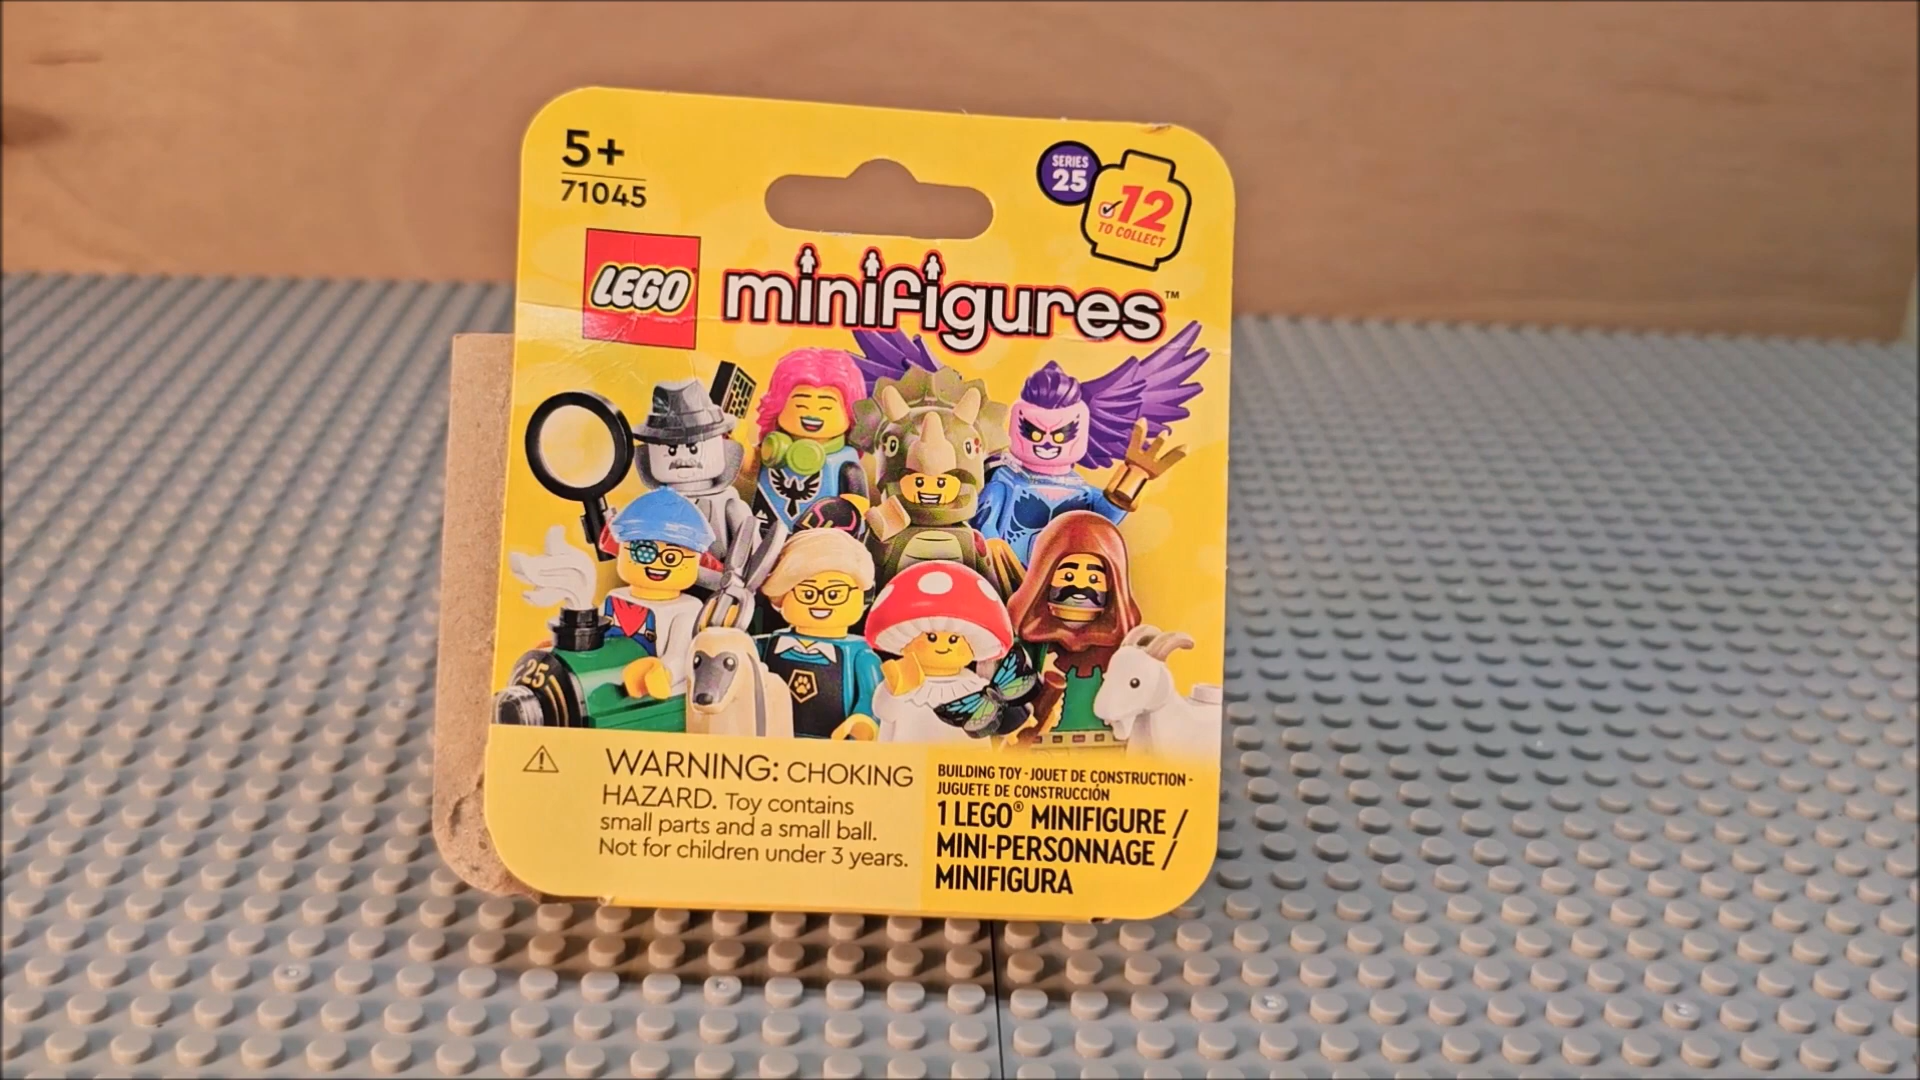 5+
71045
SERIES
25
12
TO COLLECT
LEGO
minifigures™
25
WARNING: CHOKING
HAZARD. Toy contains
small parts and a small ball.
Not for children under 3 years.
BUILDING TOY - JOUET DE CONSTRUCTION -
JUGUETE DE CONSTRUCCIÓN
1 LEGO® MINIFIGURE /
MINI-PERSONNAGE /
MINIFIGURA